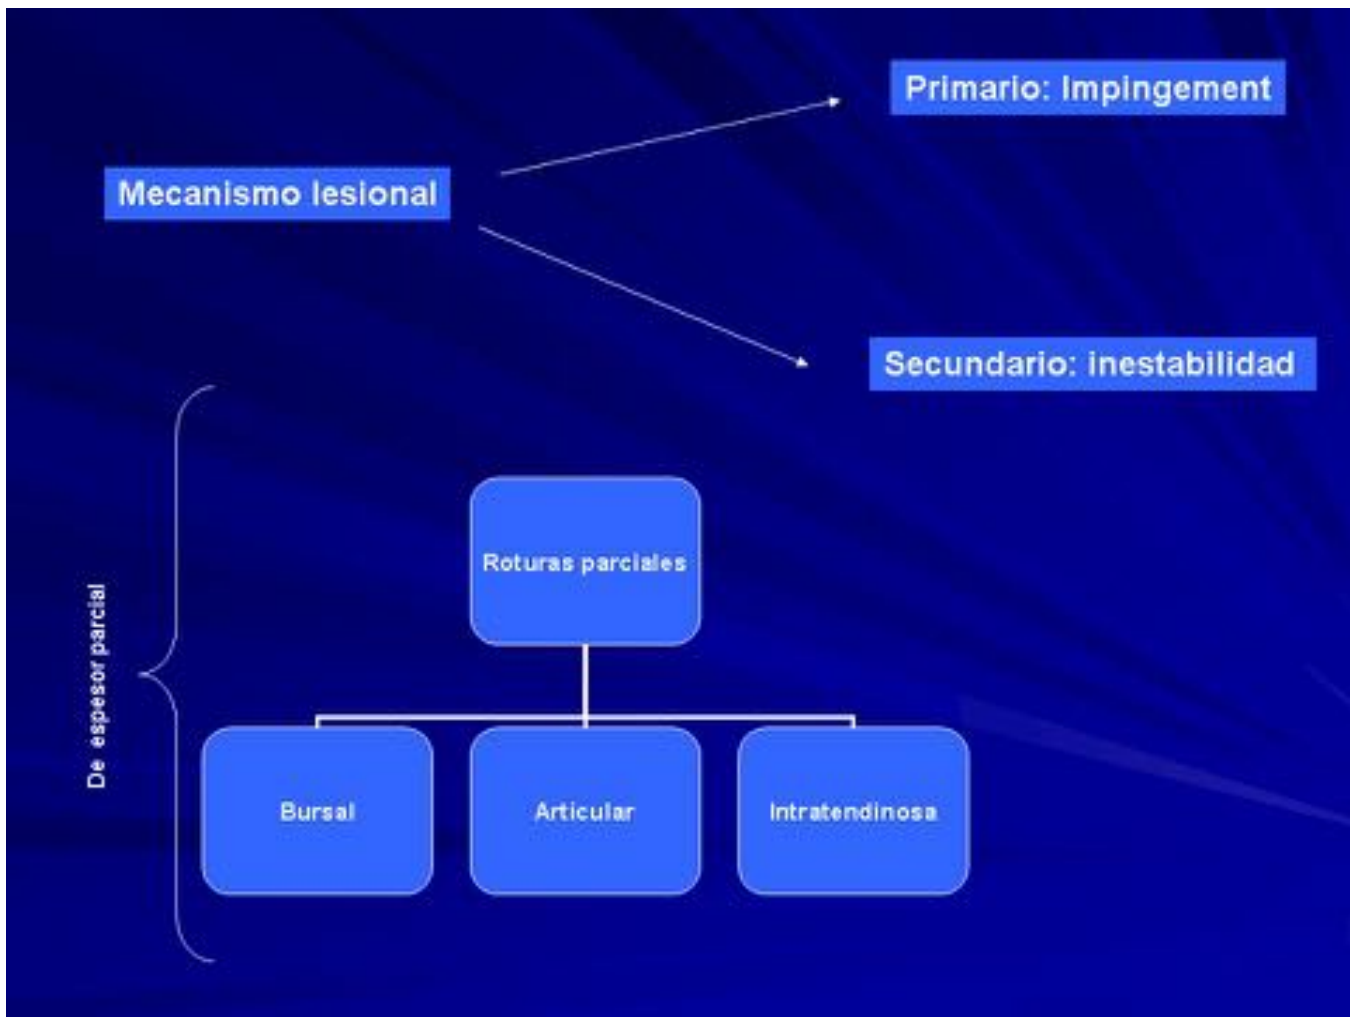 Primario: Impingement
Mecanismo lesional
Secundario: inestabilidad
De espesor parcial
Roturas parciales
Bursal
Articular
Intratendinosa